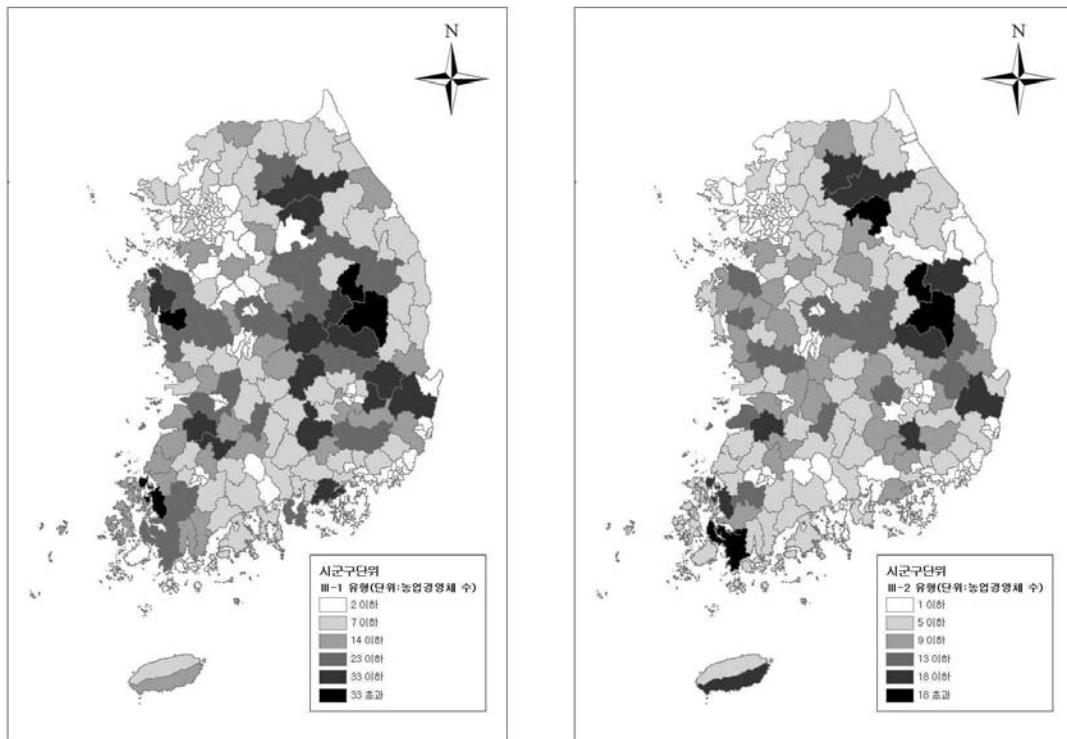 N
시군구단위
Ⅲ-1 유형(단위:농업경영체 수)
2 이하
7 이하
14 이하
23 이하
33 이하
33 초과
N
시군구단위
Ⅲ-2 유형(단위:농업경영체 수)
1 이하
5 이하
9 이하
13 이하
18 이하
18 초과